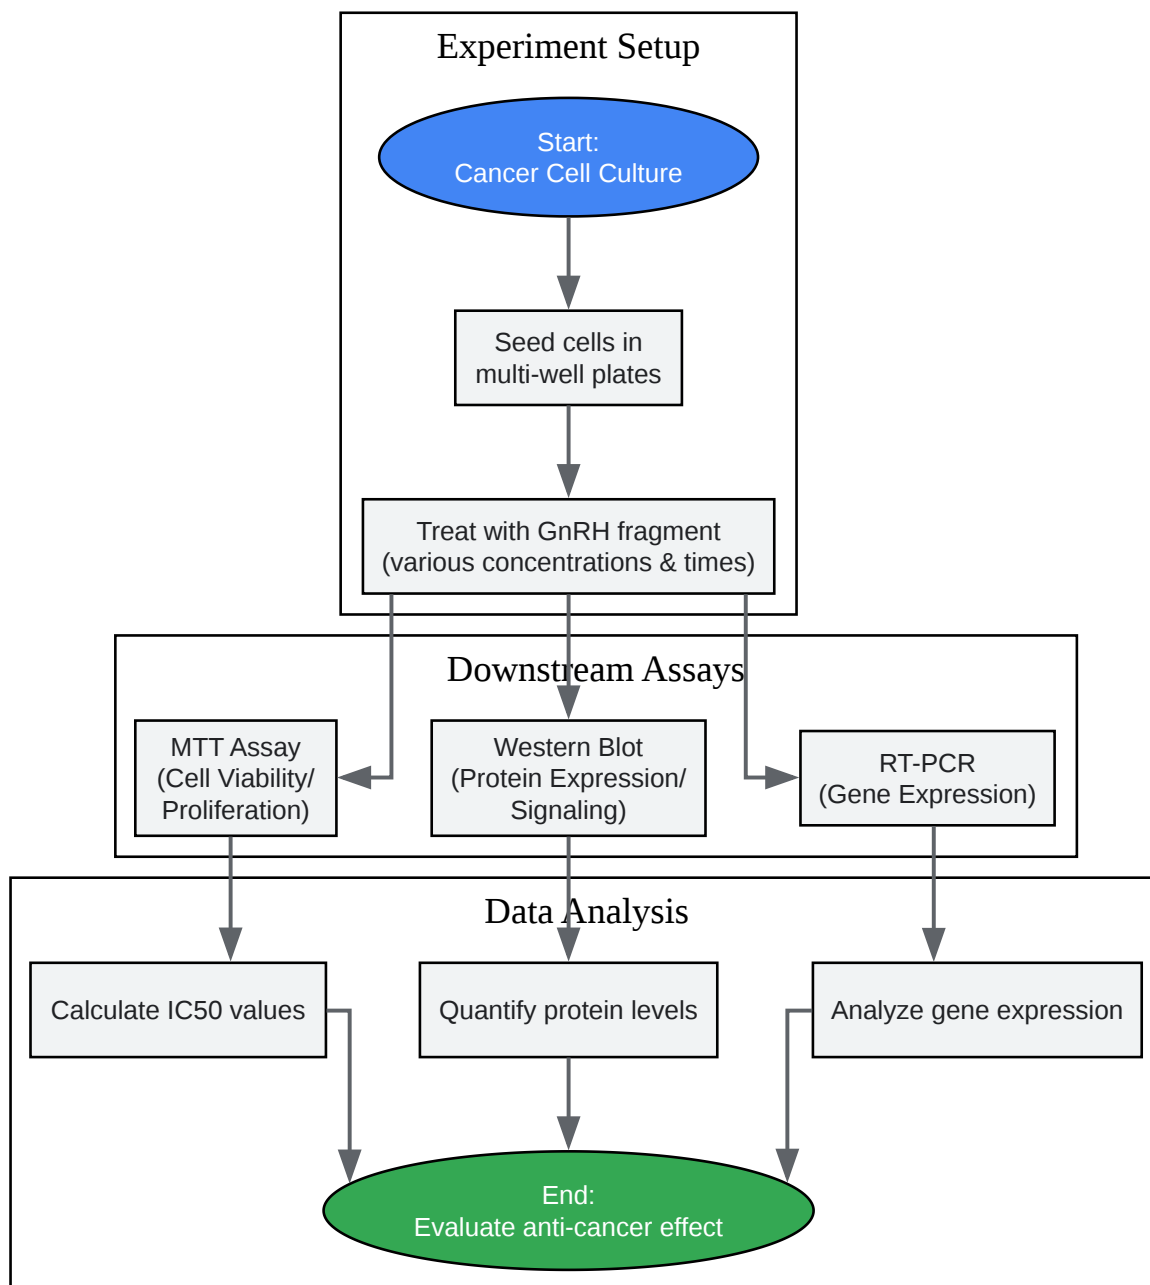 Experiment Setup
Start:
Cancer Cell Culture
Seed cells in
multi-well plates
Treat with GnRH fragment
(various concentrations & times)
Downstream Assays
MTT Assay
(Cell Viability/
Proliferation)
Western Blot
(Protein Expression/
Signaling)
RT-PCR
(Gene Expression)
Data Analysis
Calculate IC50 values
Quantify protein levels
Analyze gene expression
End:
Evaluate anti-cancer effect